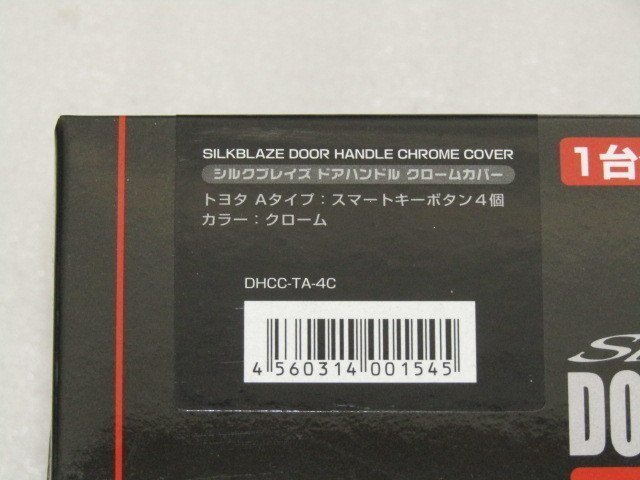 SILKBLAZE DOOR HANDLE CHROME COVER
シルクブレイズ ドアハンドル クロームカバー
トヨタ Aタイプ：スマートキーボタン4個
カラー：クローム
DHCC-TA-4C
4 560314 001545
1台
DO